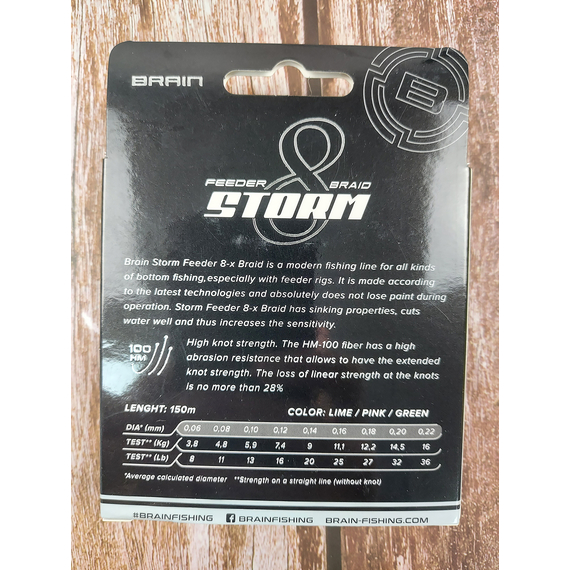 BRAIN
B
8
FEEDER BRAID
STORM
Brain Storm Feeder 8-x Braid is a modern fishing line for all kinds
of bottom fishing,especially with feeder rigs. It is made according
to the latest technologies and absolutely does not lose paint during
operation. Storm Feeder 8-x Braid has sinking properties, cuts
water well and thus increases the sensitivity.
100 HM
High knot strength. The HM-100 fiber has a high
abrasion resistance that allows to have the extended
knot strength. The loss of linear strength at the knots
is no more than 28%
LENGHT: 150m COLOR: LIME / PINK / GREEN
DIA* (mm) 0,06 0,08 0,10 0,12 0,14 0,16 0,18 0,20 0,22
TEST** (Kg) 3,8 4,8 5,9 7,4 9 11,1 12,2 14,5 16
TEST** (Lb) 8 11 13 16 20 25 27 32 36
*Average calculated diameter **Strength on a straight line (without knot)
#BRAINFISHING BRAINFISHING BRAIN-FISHING.COM